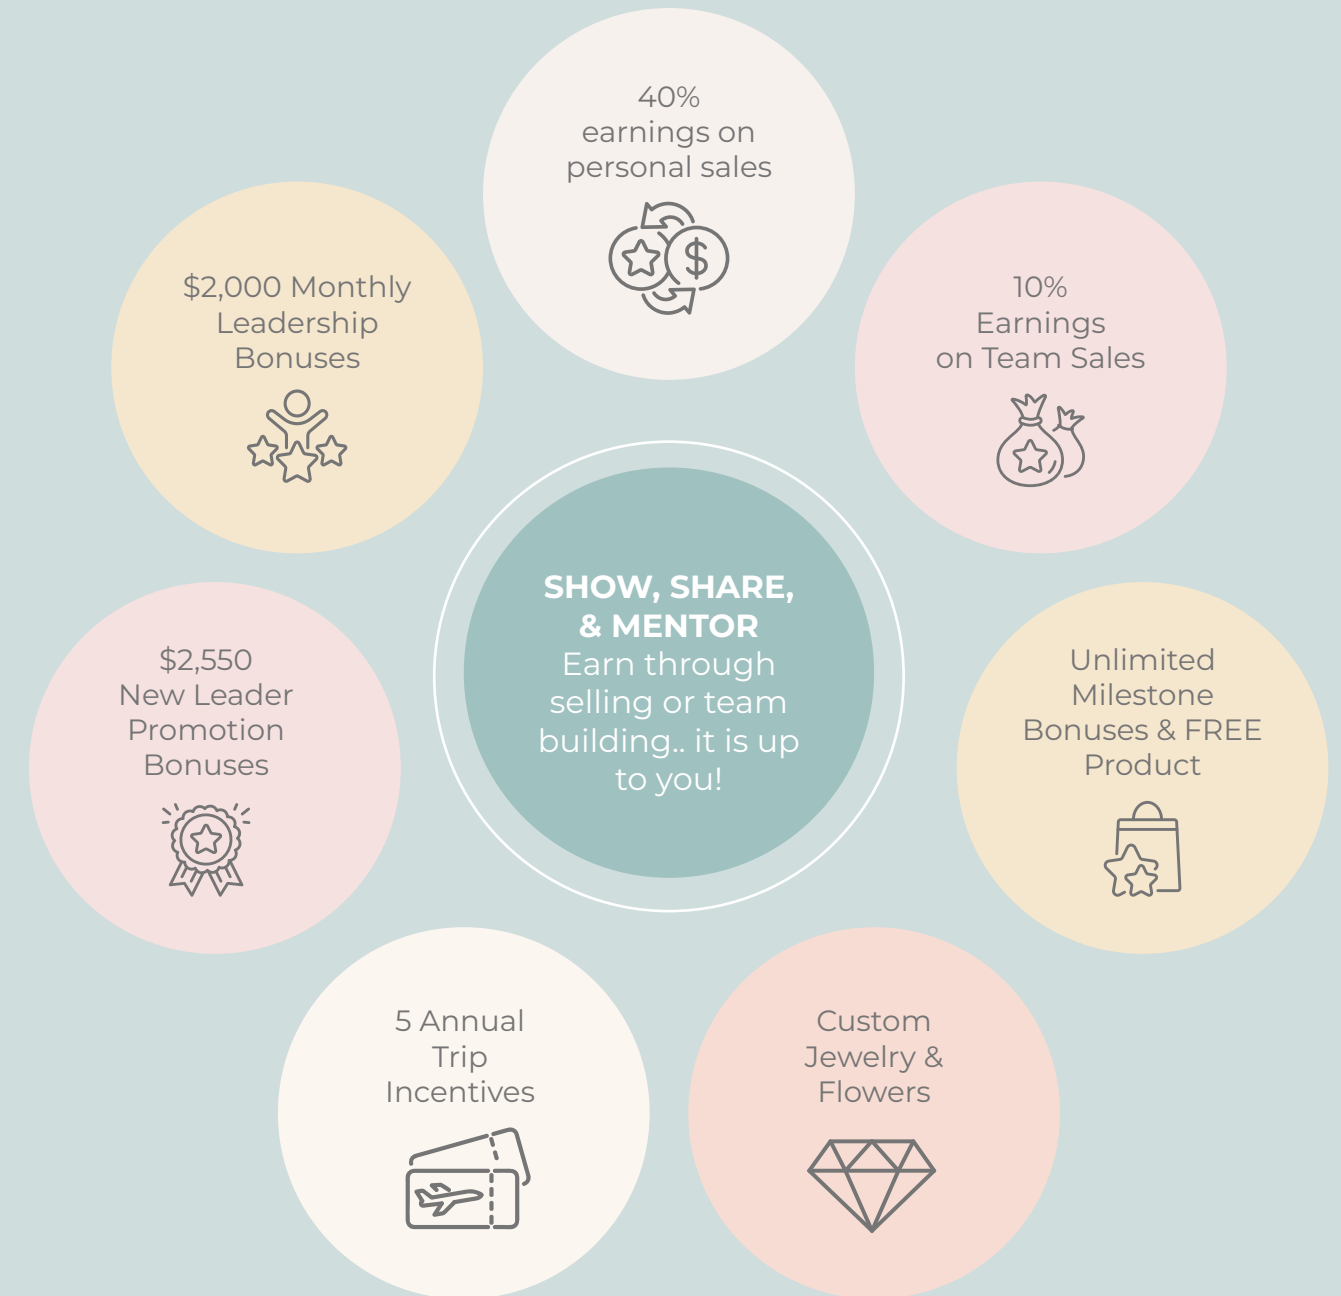 40%
earnings on
personal sales
$2,000 Monthly
Leadership
Bonuses
10%
Earnings
on Team Sales
SHOW, SHARE,
& MENTOR
Earn through
selling or team
building.. it is up
to you!
$2,550
New Leader
Promotion
Bonuses
Unlimited
Milestone
Bonuses & FREE
Product
5 Annual
Trip
Incentives
Custom
Jewelry &
Flowers